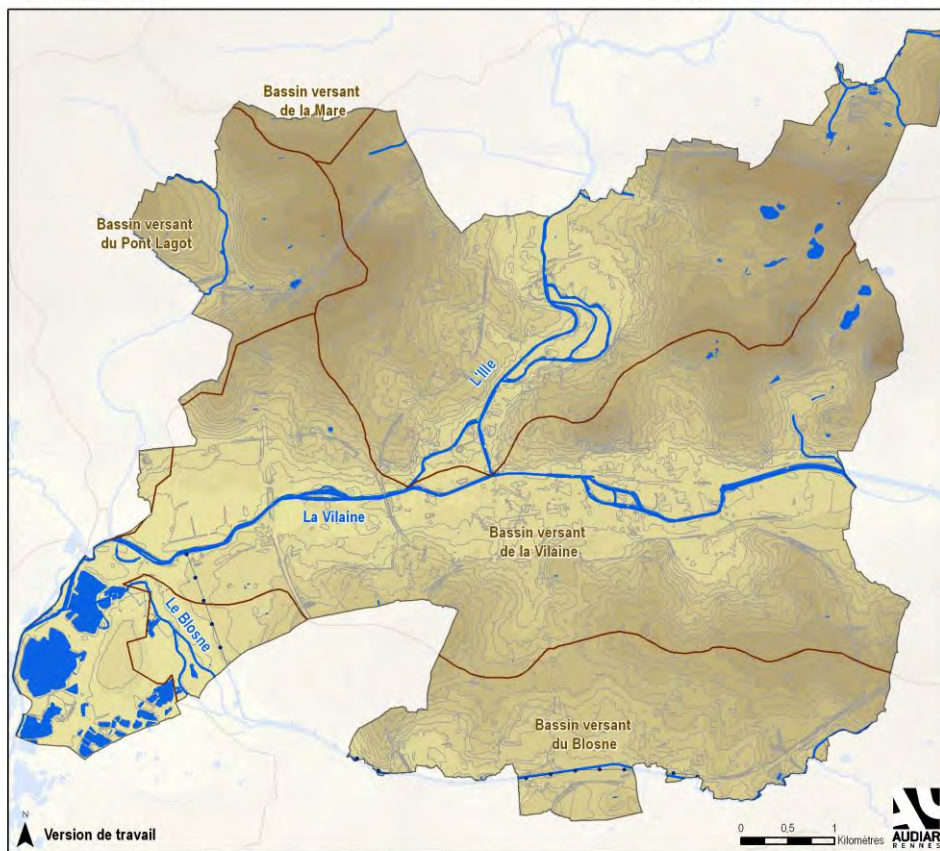 Bassin versant
de la Mare
Bassin versant
du Pont Lagot
L'Ille
La Vilaine
Bassin versant
de la Vilaine
Le Blosne
Bassin versant
du Blosne
N
Version de travail
0 0,5 1
Kilomètres
AUDIAR
RENNES